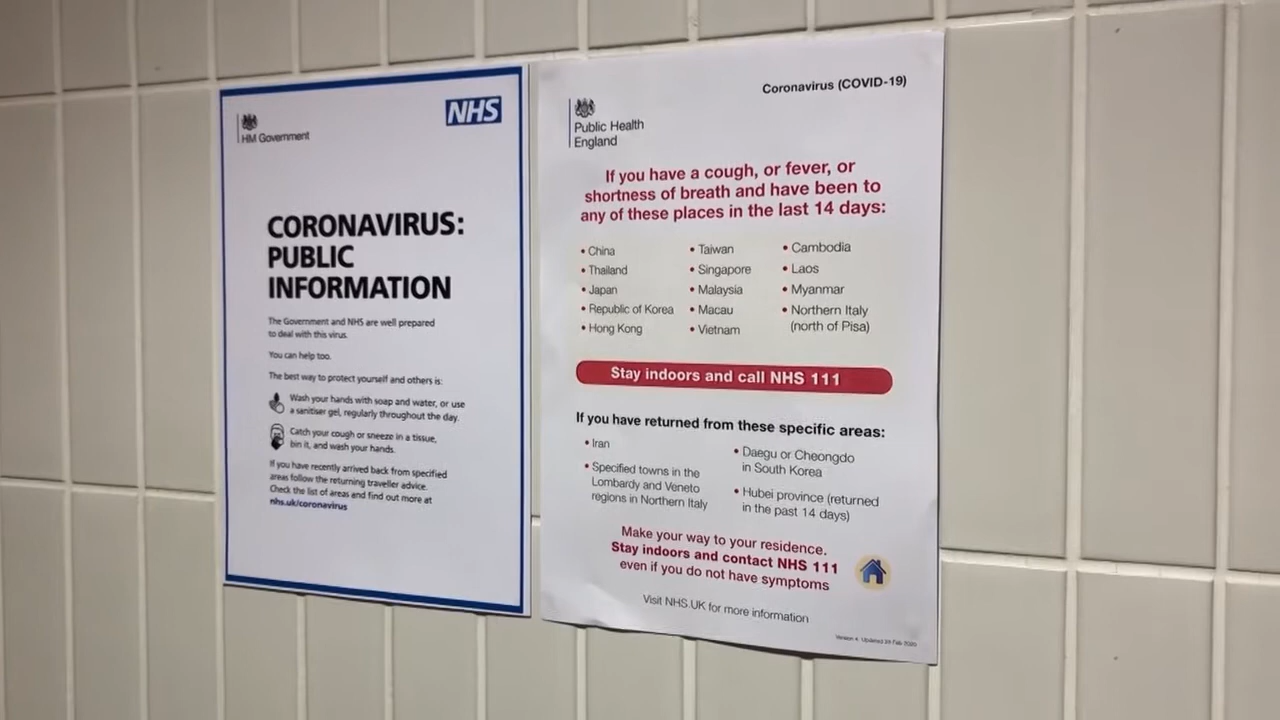 HM Government
NHS
CORONAVIRUS:
PUBLIC
INFORMATION
The Government and NHS are well prepared
to deal with this virus.
You can help too.
The best way to protect yourself and others is:
Wash your hands with soap and water, or use
a sanitiser gel, regularly throughout the day.
Catch your cough or sneeze in a tissue,
bin it, and wash your hands.
If you have recently arrived back from specified
areas follow the returning traveller advice.
Check the list of areas and find out more at
nhs.uk/coronavirus
Coronavirus (COVID-19)
Public Health
England
If you have a cough, or fever, or
shortness of breath and have been to
any of these places in the last 14 days:
• China
• Thailand
• Japan
• Republic of Korea
• Hong Kong
• Taiwan
• Singapore
• Malaysia
• Macau
• Vietnam
• Cambodia
• Laos
• Myanmar
• Northern Italy
(north of Pisa)
Stay indoors and call NHS 111
If you have returned from these specific areas:
• Iran
• Specified towns in the
Lombardy and Veneto
regions in Northern Italy
• Daegu or Cheongdo
in South Korea
• Hubei province (returned
in the past 14 days)
Make your way to your residence.
Stay indoors and contact NHS 111
even if you do not have symptoms
Visit NHS.UK for more information
Version 4 Updated Feb 2020